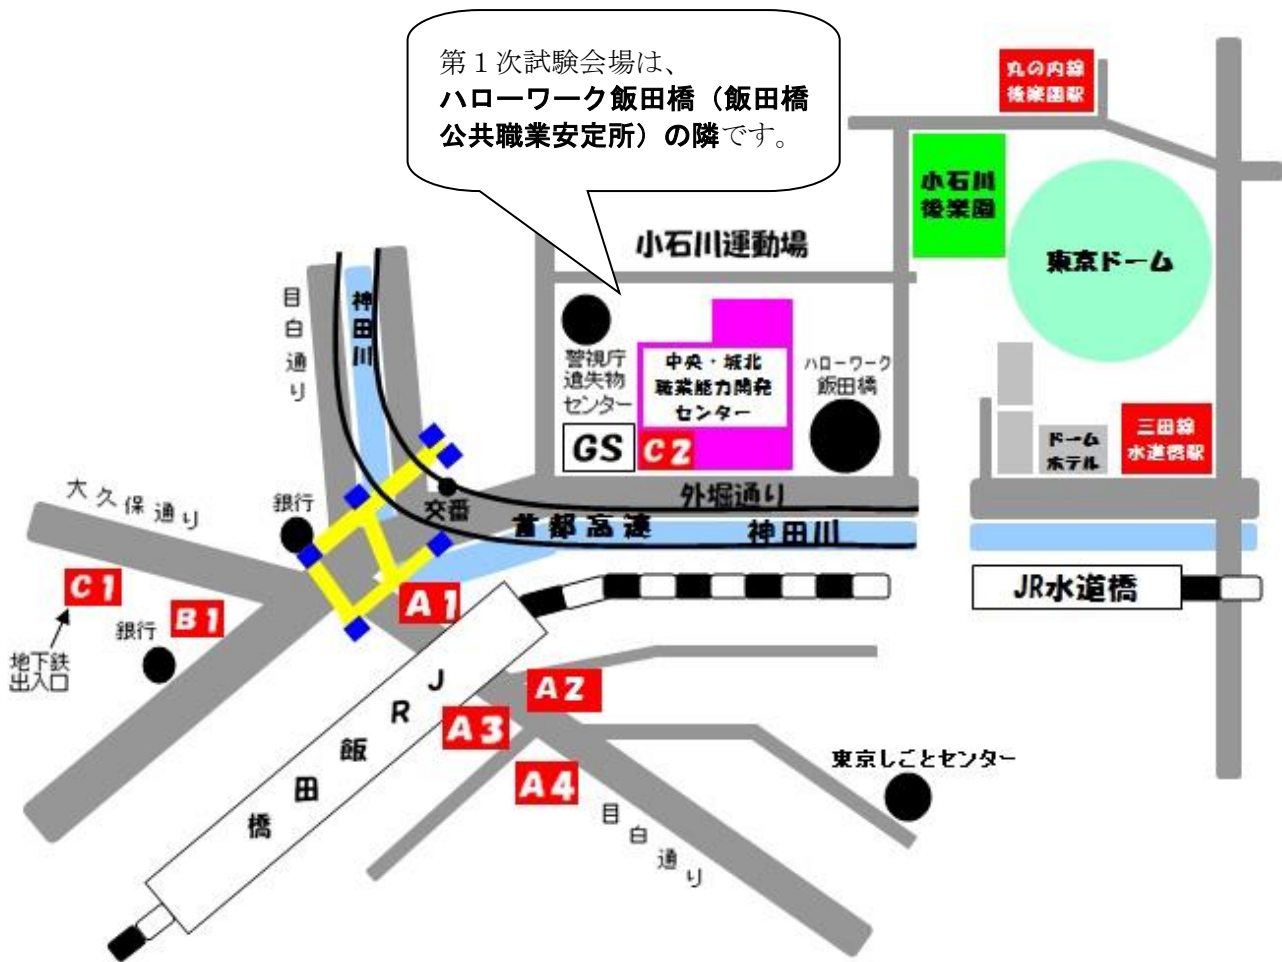 第１次試験会場は、
ハローワーク飯田橋（飯田橋
公共職業安定所）の隣です。
丸の内線
後楽園駅
小石川
後楽園
東京ドーム
小石川運動場
目白通り
神田川
警視庁
遺失物
センター
中央・城北
職業能力開発
センター
ハローワーク
飯田橋
GS
C2
ドーム
ホテル
三田線
水道橋駅
大久保通り
銀行
交番
外堀通り
首都高速
神田川
C1
B1
銀行
地下鉄
出入口
A1
JR水道橋
JR飯田橋
A2
A3
A4
東京しごとセンター
目白通り